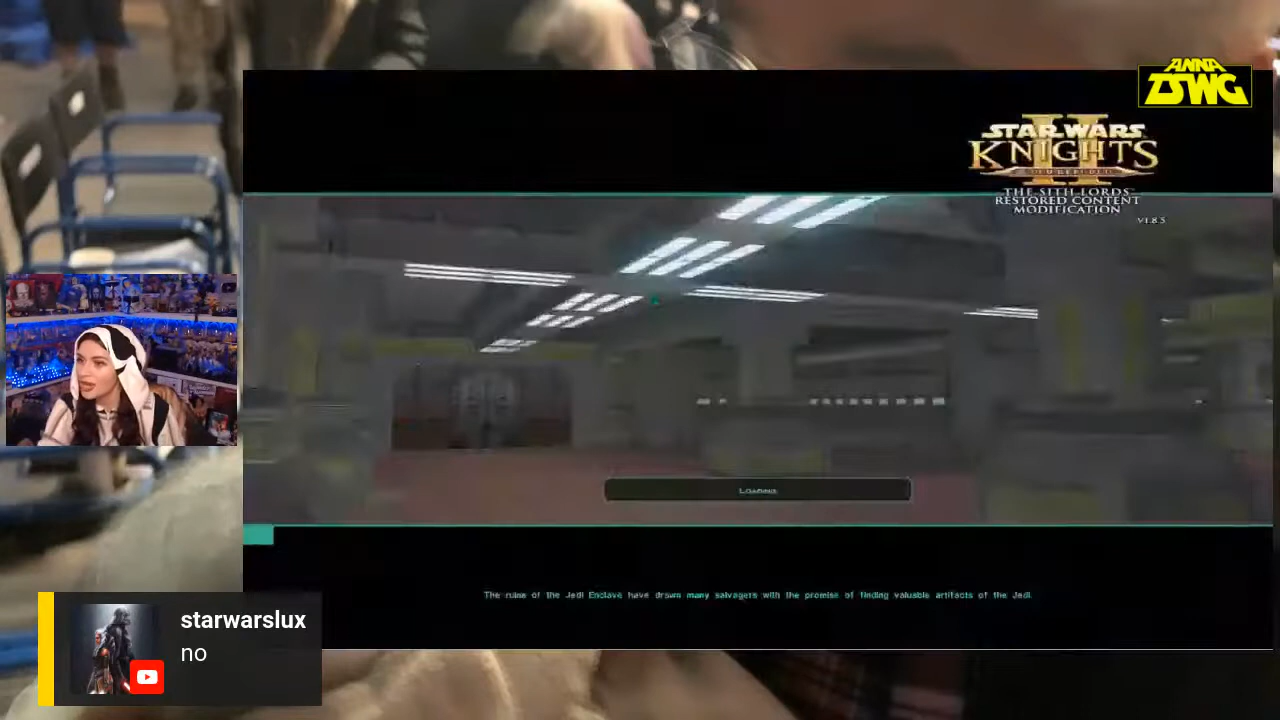 ANNA
TSWG
STAR WARS
KNIGHTS
II
THE SITH LORDS
RESTORED CONTENT
MODIFICATION
V1.8.5
Loading
The ruins of the Jedi Enclave have drawn many salvagers with the promise of finding valuable artifacts of the Jedi.
starwarslux
no